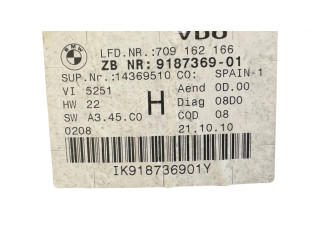 VDO
LFD.NR.:709 162 166
ZB NR: 9187369-01
SUP.Nr:14369510 CO: SPAIN-1
VI 5251 Aend 0D.00
HW 22 H Diag 08D0
SW A3.45.CO COD 08
0208 21.10.10
IK918736901Y